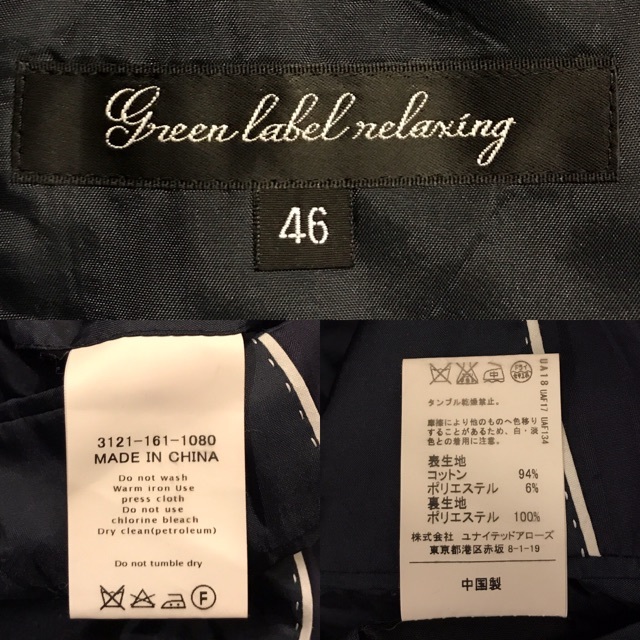 Green label relaxing
46
3121-161-1080
MADE IN CHINA
Do not wash
Warm iron Use
press cloth
Do not use
chlorine bleach
Dry clean(petroleum)
Do not tumble dry
F
タンブル乾燥禁止。
摩擦により他のものへ色移り
することがあるため、白・淡
色との着用に注意。
表生地
コットン 94%
ポリエステル 6%
裏生地
ポリエステル 100%
株式会社 ユナイテッドアローズ
東京都港区赤坂 8-1-19
中国製
UA18 UAF17 UAF134